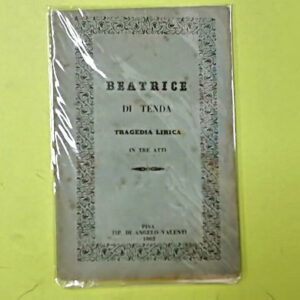 BEATRICE
DI TENDA
TRAGEDIA LIRICA
IN TRE ATTI
PISA
TIP. DI ANGELO VALENTI